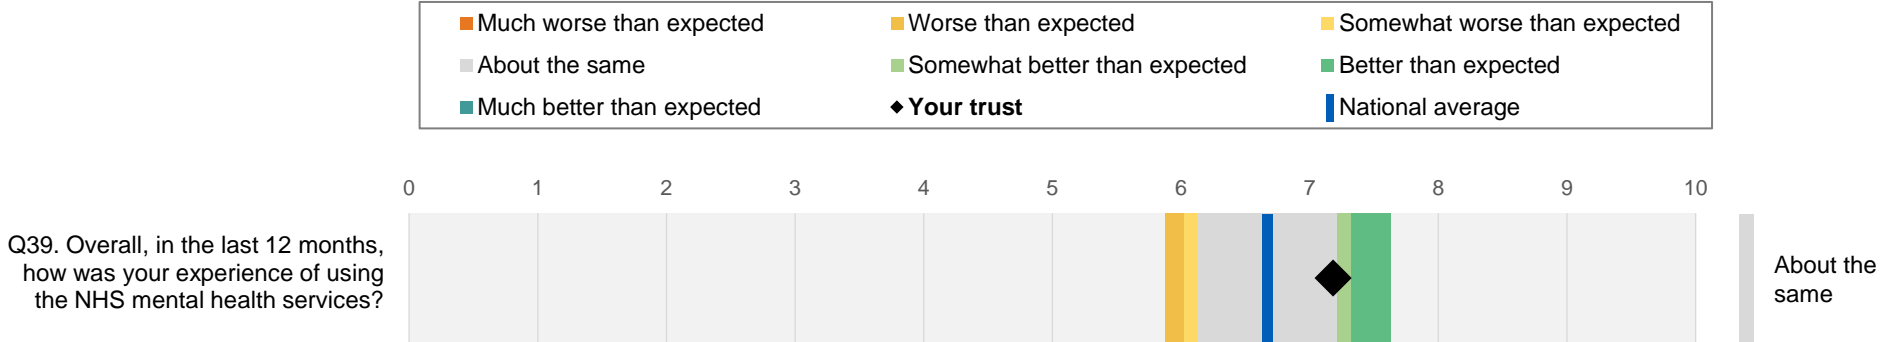 Much worse than expected
Worse than expected
Somewhat worse than expected
About the same
Somewhat better than expected
Better than expected
Much better than expected
Your trust
National average
0 1 2 3 4 5 6 7 8 9 10
Q39. Overall, in the last 12 months,
how was your experience of using
the NHS mental health services?
About the
same